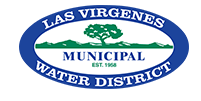 LAS VIRGENES
MUNICIPAL
EST. 1958
WATER DISTRICT